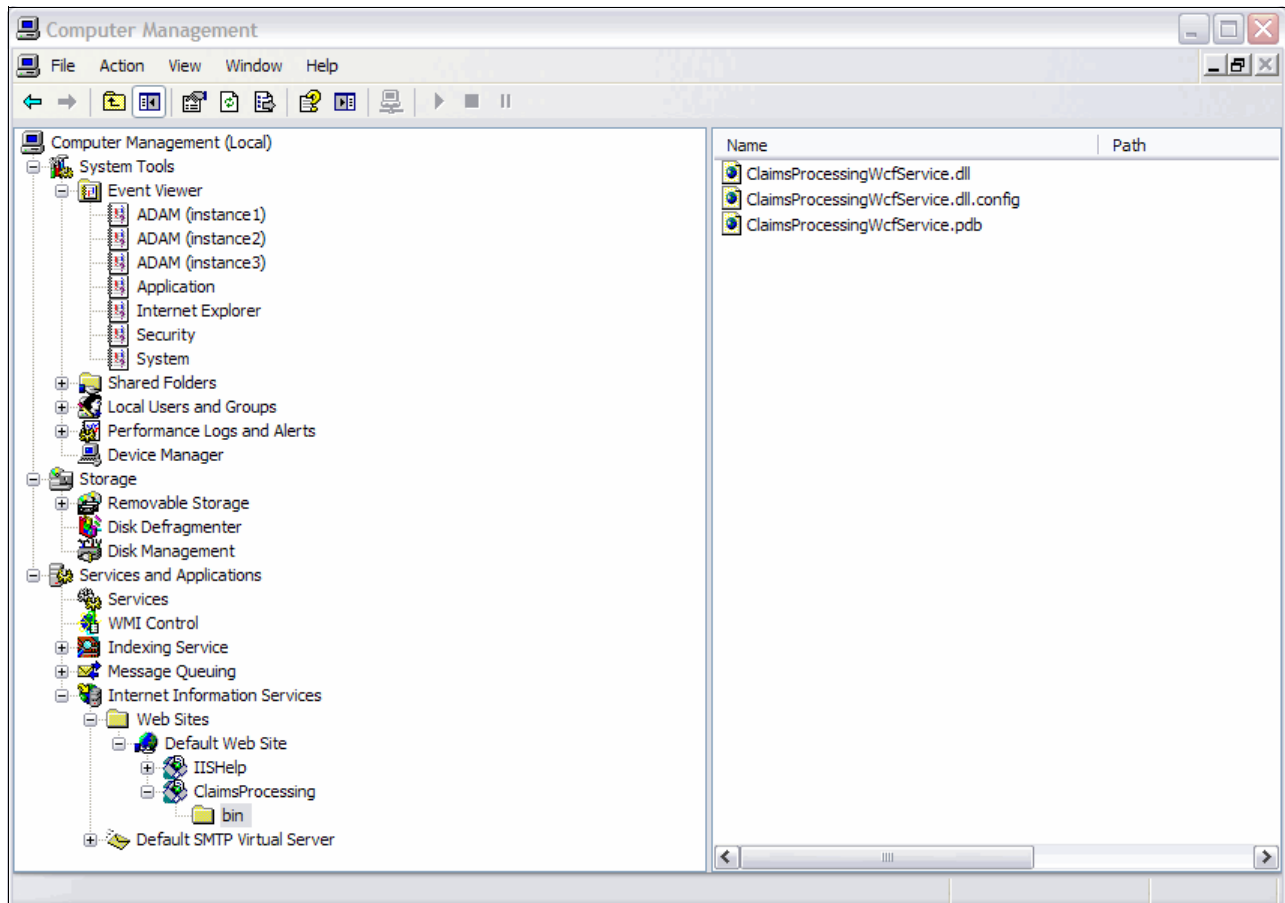 Computer Management
File Action View Window Help
Computer Management (Local)
System Tools
Event Viewer
ADAM (instance1)
ADAM (instance2)
ADAM (instance3)
Application
Internet Explorer
Security
System
Shared Folders
Local Users and Groups
Performance Logs and Alerts
Device Manager
Storage
Removable Storage
Disk Defragmenter
Disk Management
Services and Applications
Services
WMI Control
Indexing Service
Message Queuing
Internet Information Services
Web Sites
Default Web Site
IISHelp
ClaimsProcessing
bin
Default SMTP Virtual Server
Name Path
ClaimsProcessingWcfService.dll
ClaimsProcessingWcfService.dll.config
ClaimsProcessingWcfService.pdb